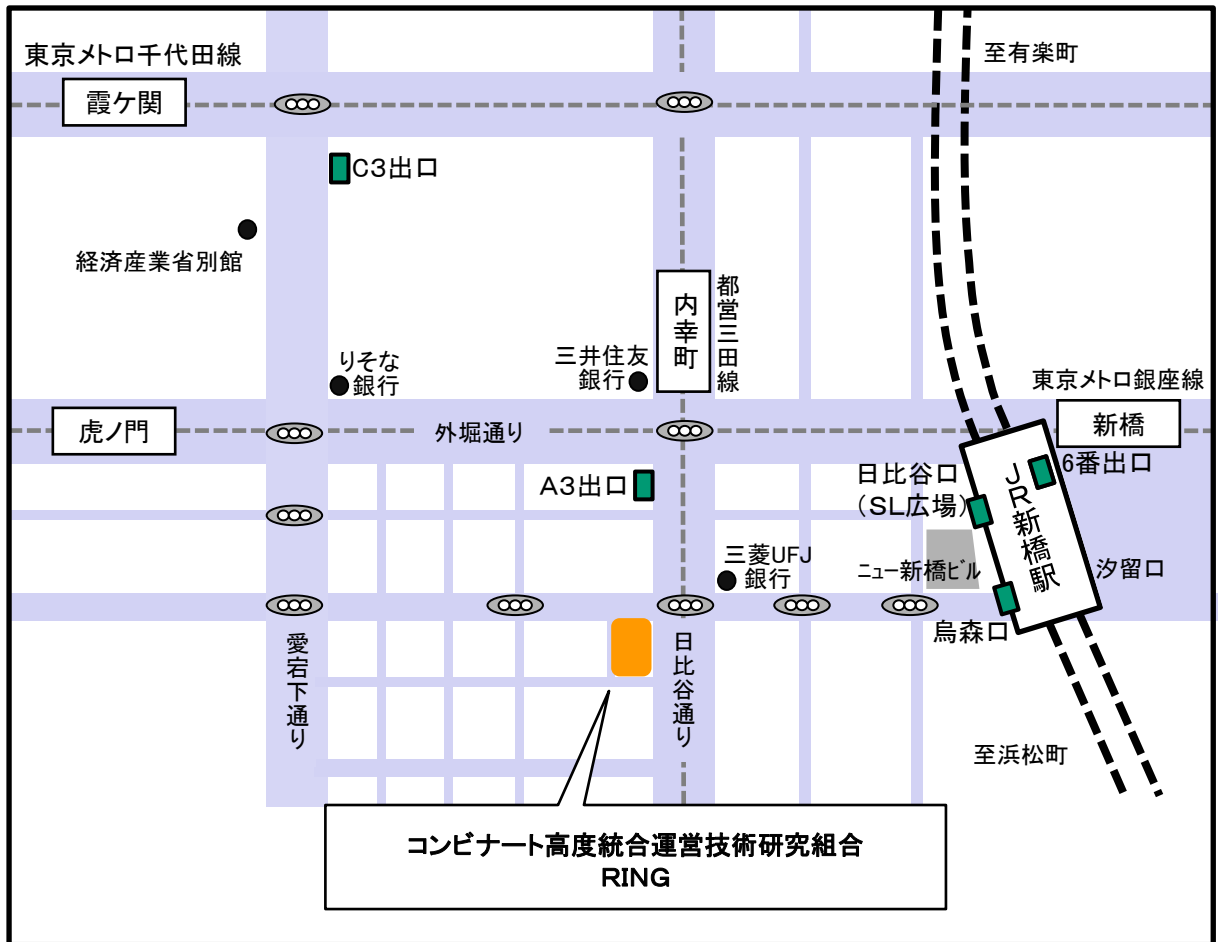 東京メトロ千代田線
至有楽町
霞ケ関
C3出口
経済産業省別館
内幸町
都営三田線
りそな
銀行
三井住友
銀行
東京メトロ銀座線
虎ノ門
外堀通り
新橋
A3出口
日比谷口
(SL広場)
6番出口
JR新橋駅
三菱UFJ
銀行
ニュー新橋ビル
汐留口
烏森口
愛宕下通り
日比谷通り
至浜松町
コンビナート高度統合運営技術研究組合
RING